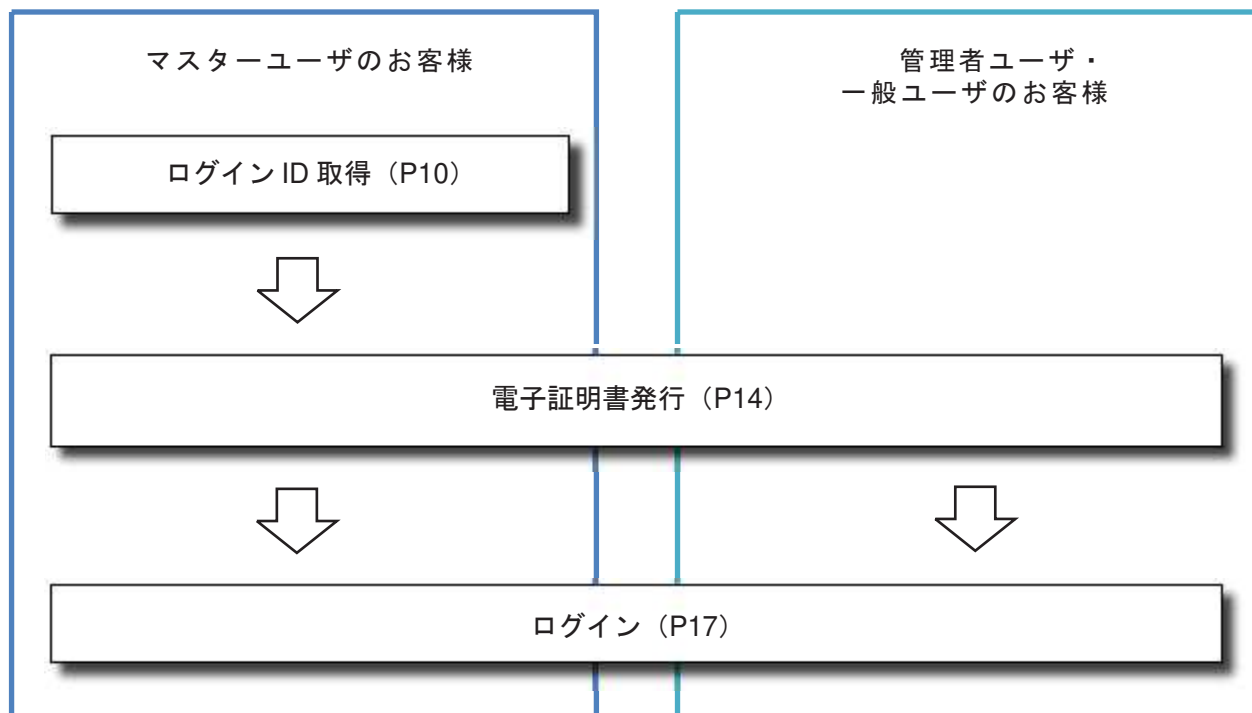 マスターユーザのお客様
管理者ユーザ・
一般ユーザのお客様
ログイン ID 取得（P10）
電子証明書発行（P14）
ログイン（P17）